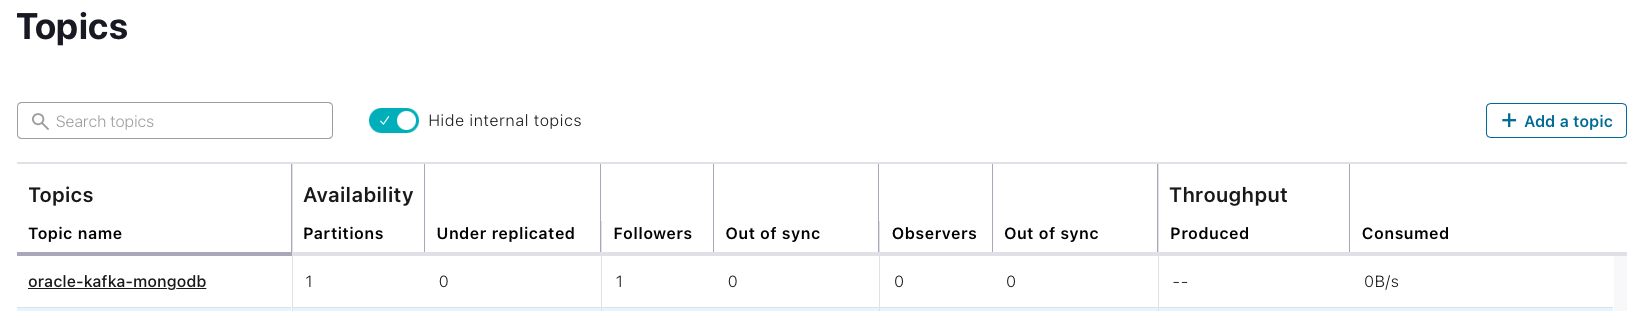 Topics
Search topics
Hide internal topics
+ Add a topic
Topics Availability Throughput
Topic name Partitions Under replicated Followers Out of sync Observers Out of sync Produced Consumed
oracle-kafka-mongodb 1 0 1 0 0 0 -- 0B/s